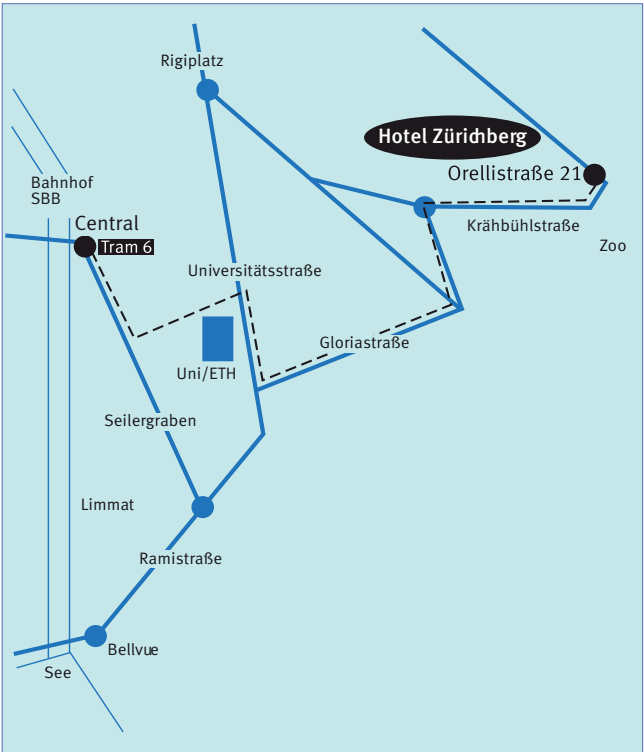 Rigiplatz
Hotel Zürichberg
Orellistraße 21
Bahnhof
SBB
Krähbühlstraße
Central
Tram 6
Zoo
Universitätsstraße
Gloriastraße
Uni/ETH
Seilergraben
Limmat
Ramistraße
Bellvue
See